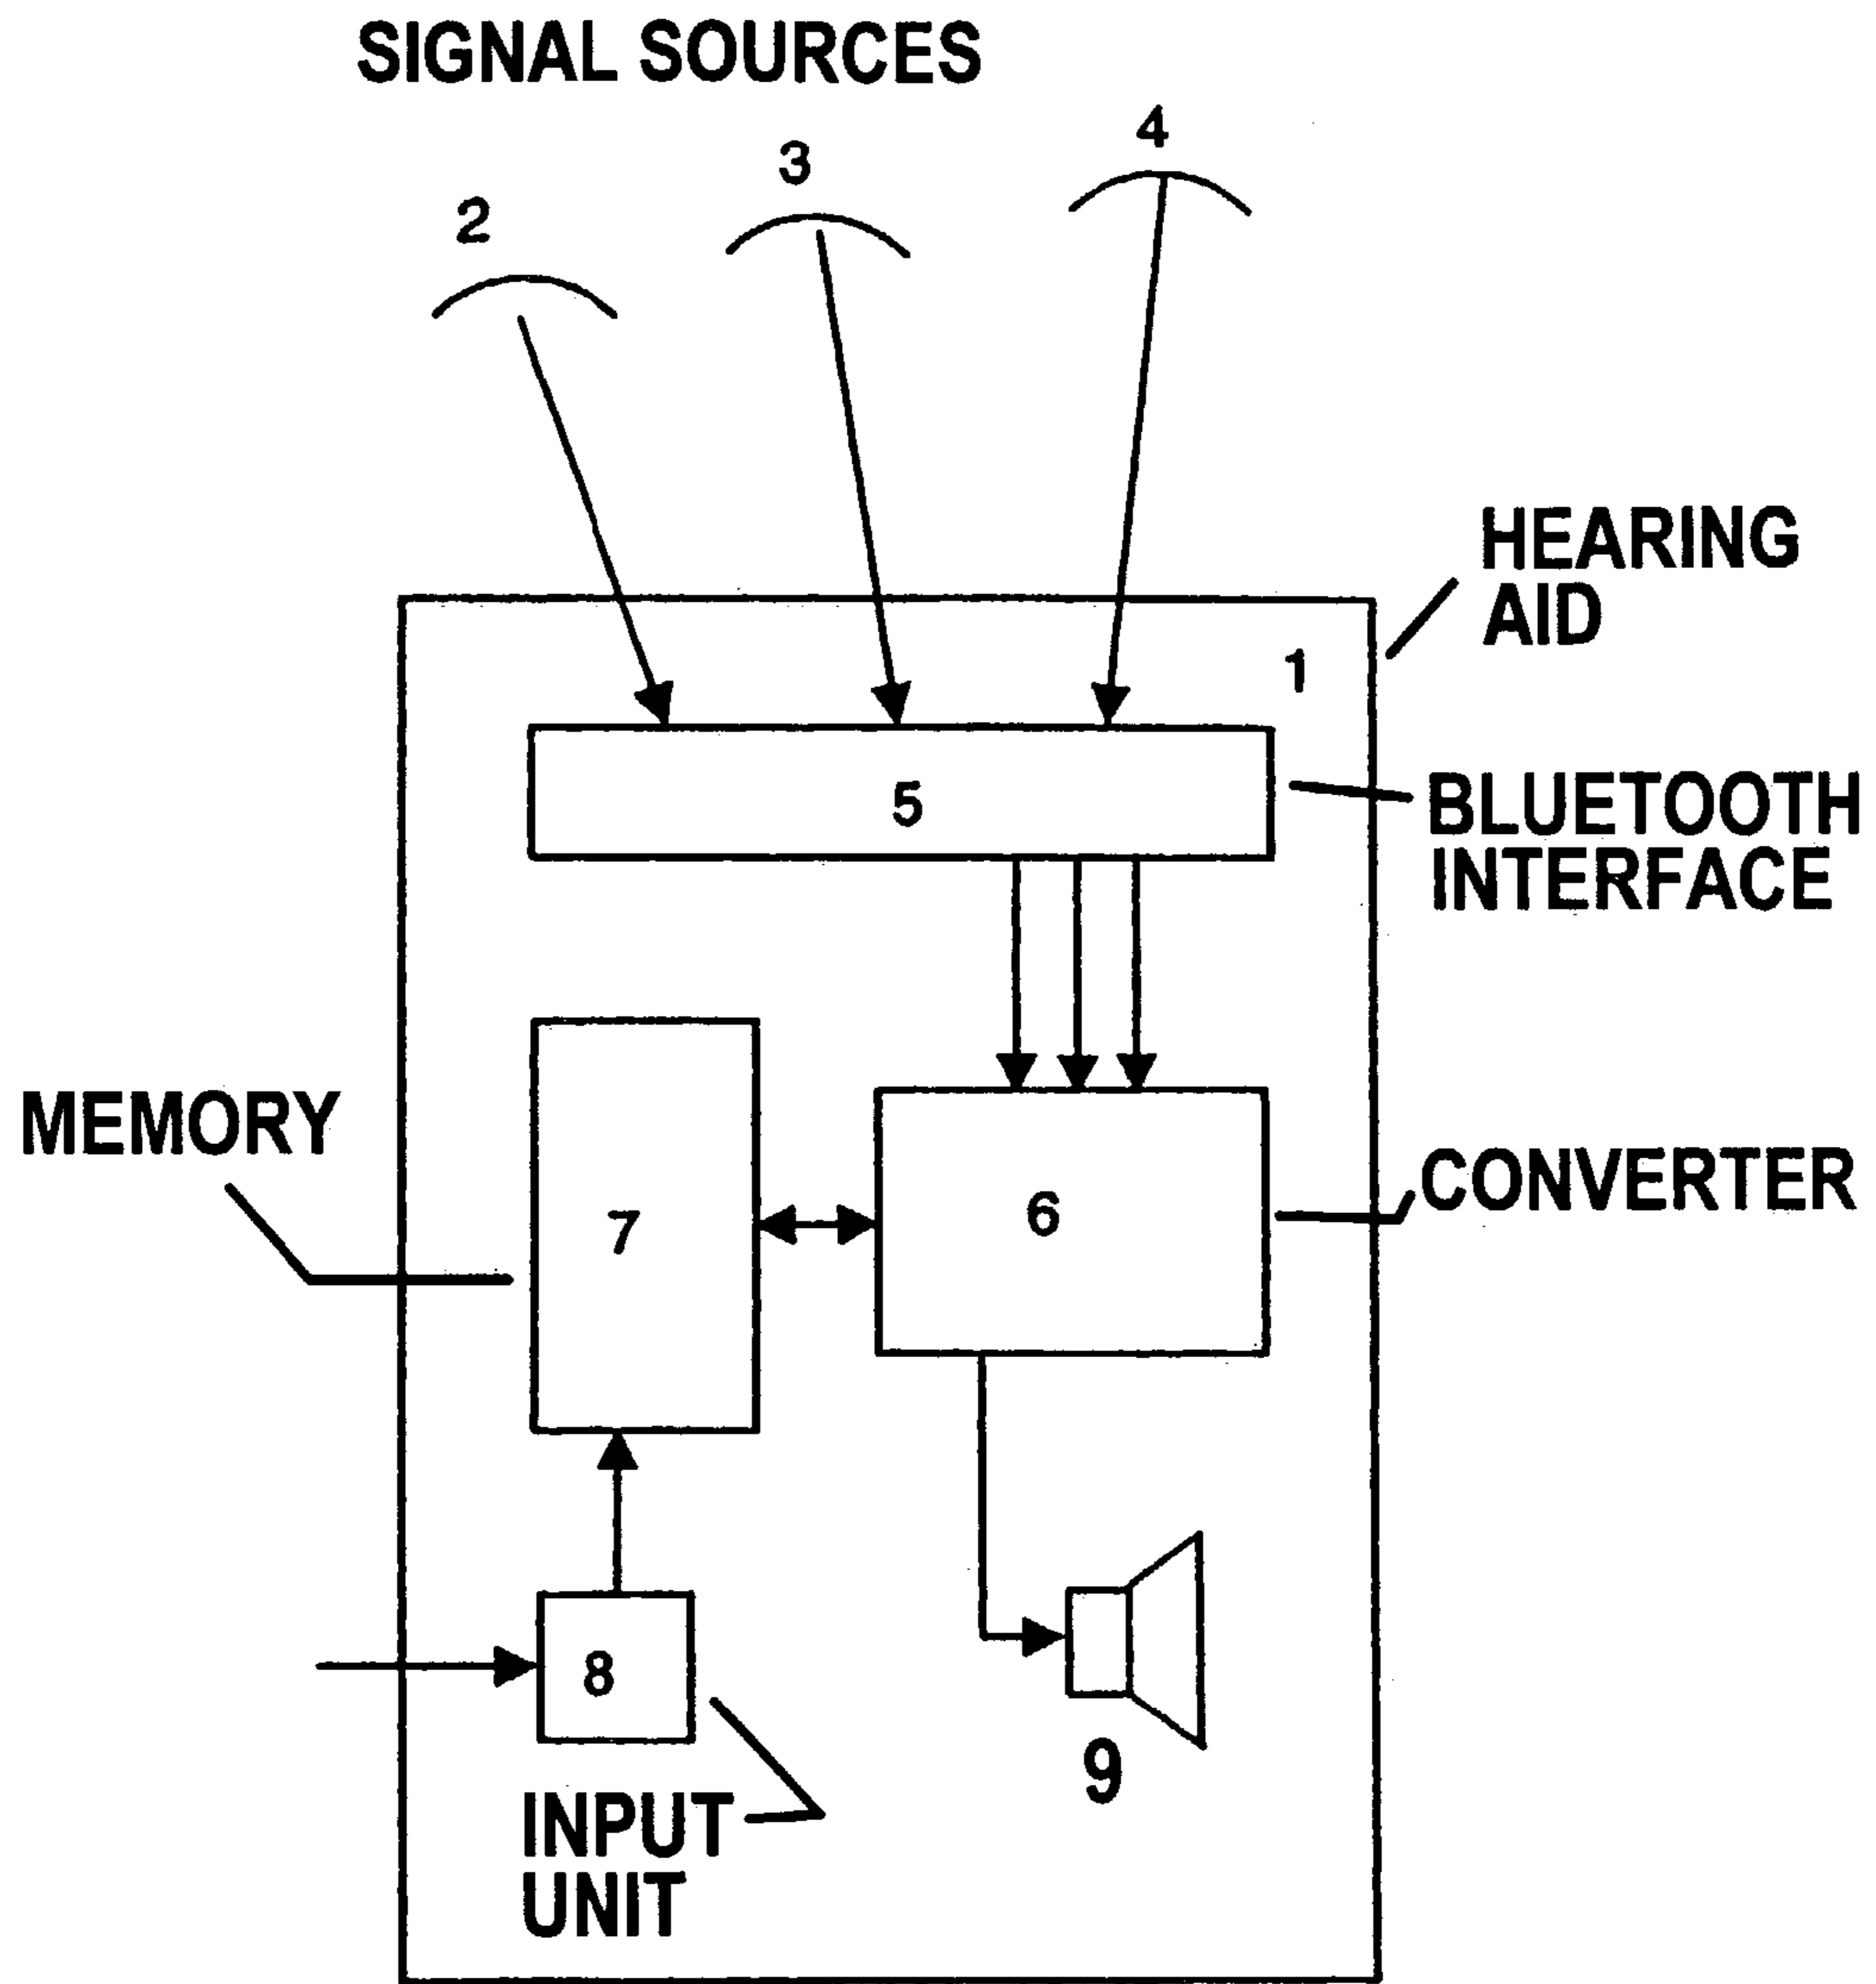 SIGNAL SOURCES
4
3
2
HEARING
AID
1
5
BLUETOOTH
INTERFACE
MEMORY
CONVERTER
6
7
8
9
INPUT
UNIT